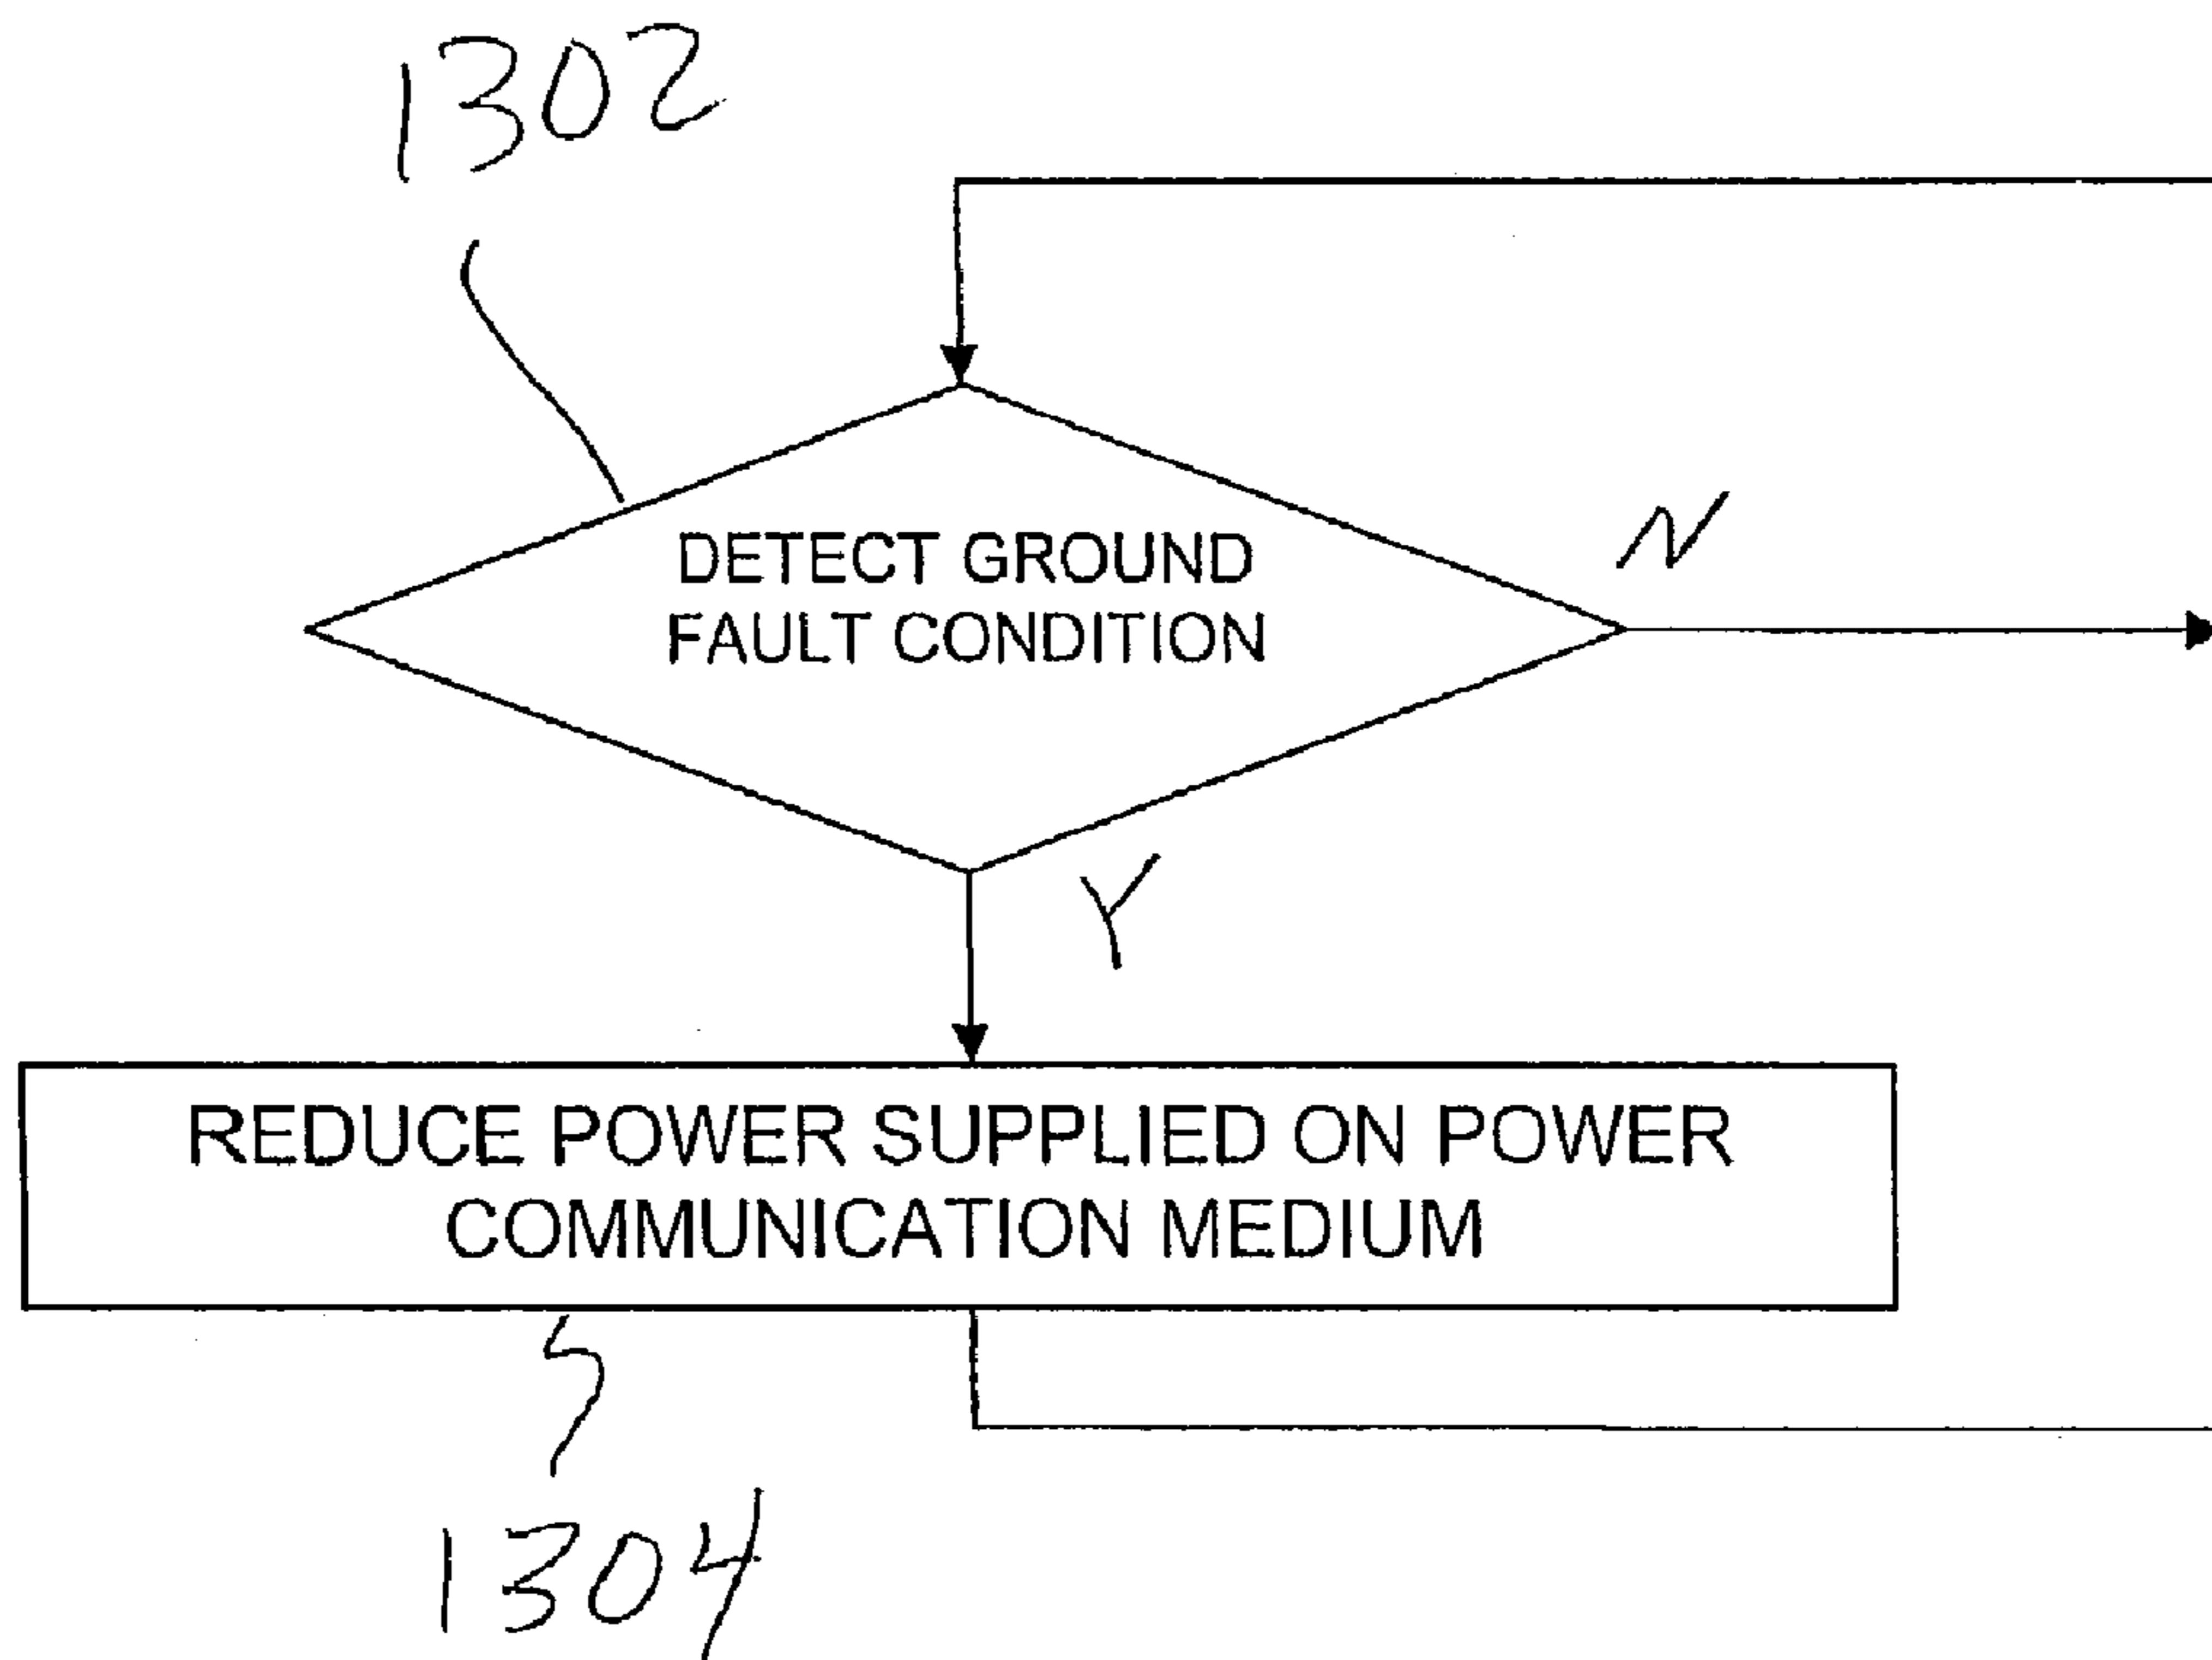 1302
DETECT GROUND
FAULT CONDITION
N
Y
REDUCE POWER SUPPLIED ON POWER
COMMUNICATION MEDIUM
1304